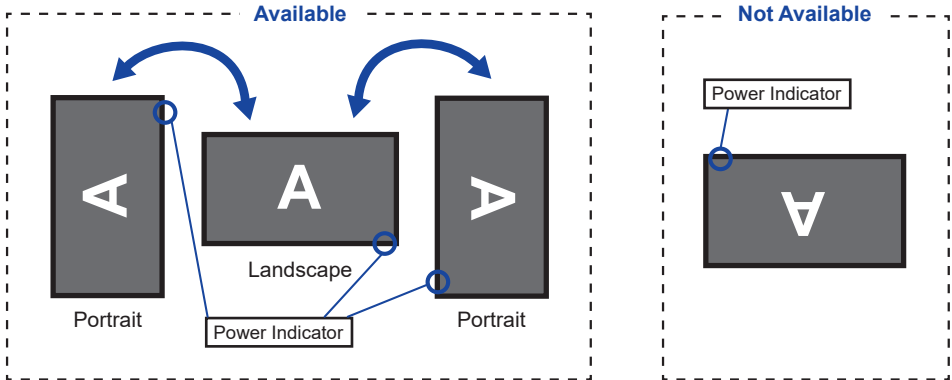 Available
A
A
A
Landscape
Portrait
Power Indicator
Portrait
Not Available
Power Indicator
A